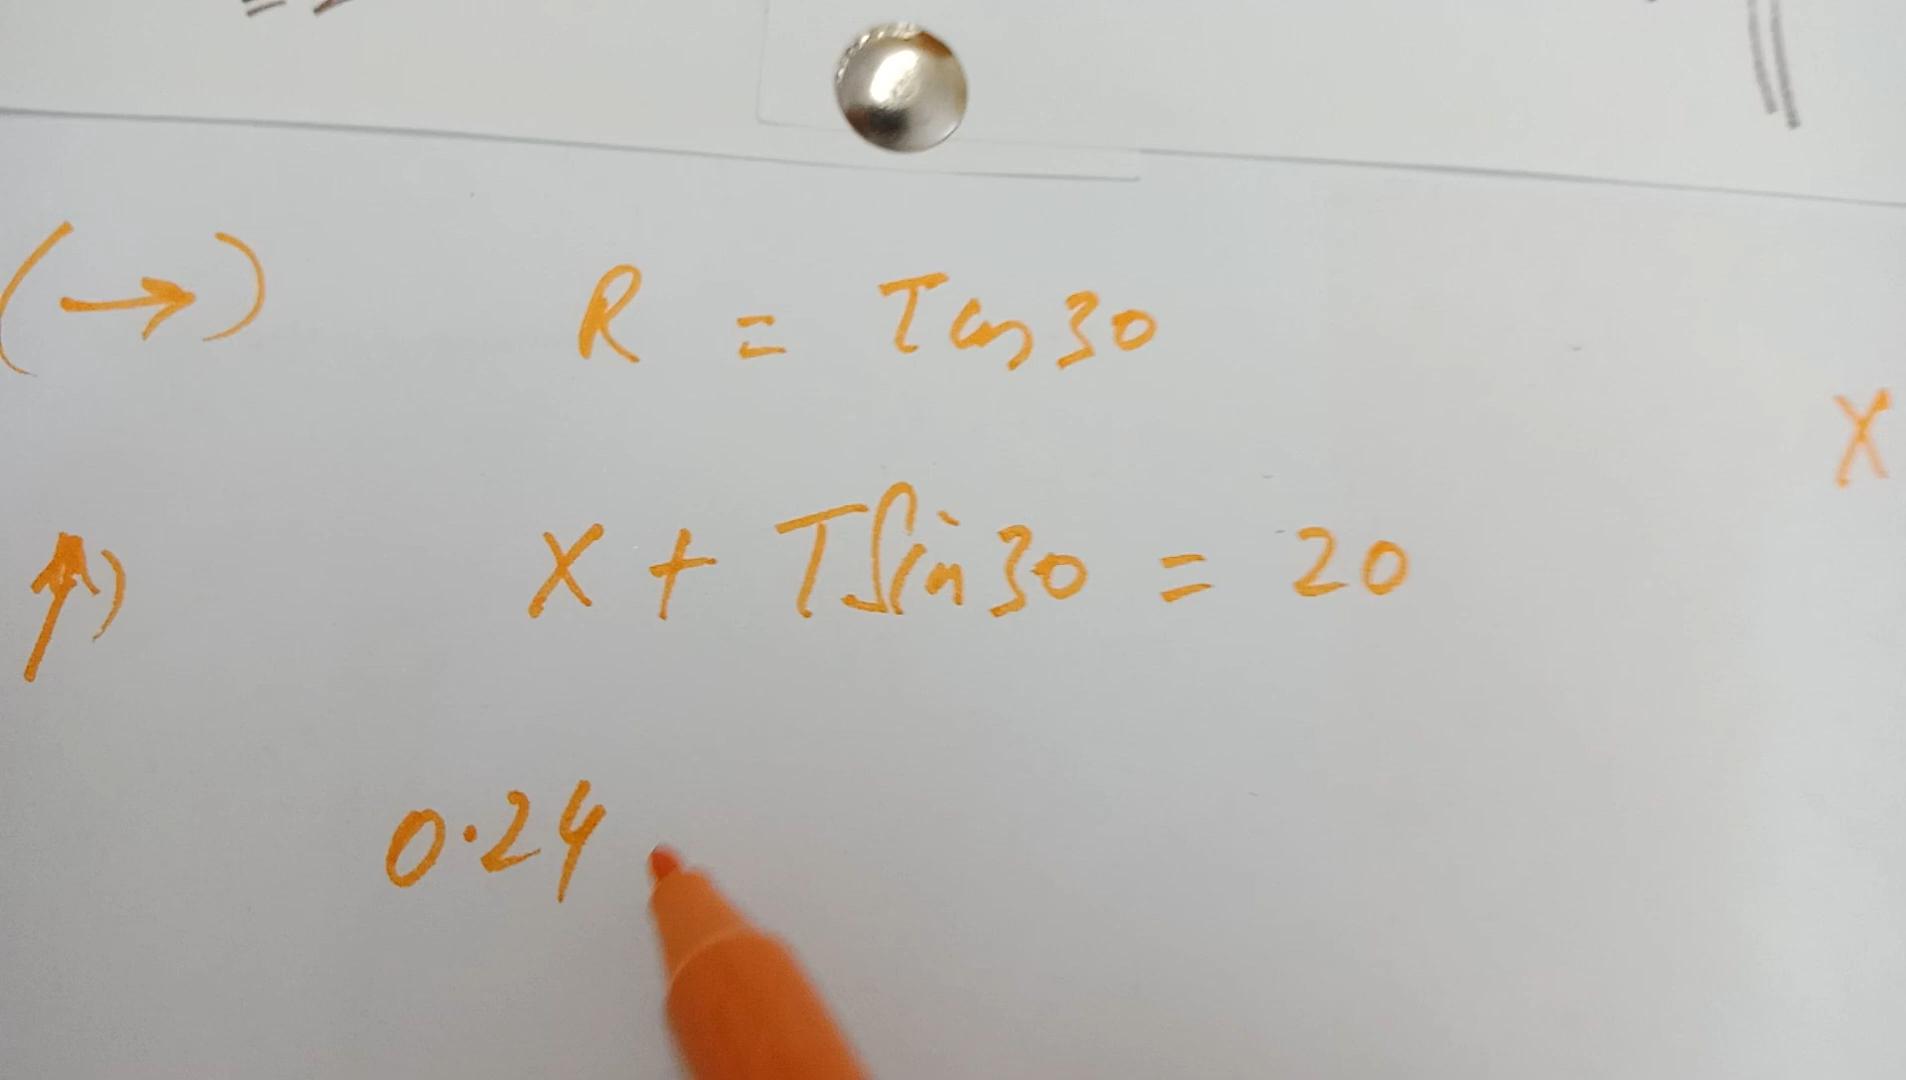 (→) R = Tcos30
X
↑) X + TSin30 = 20
0.24